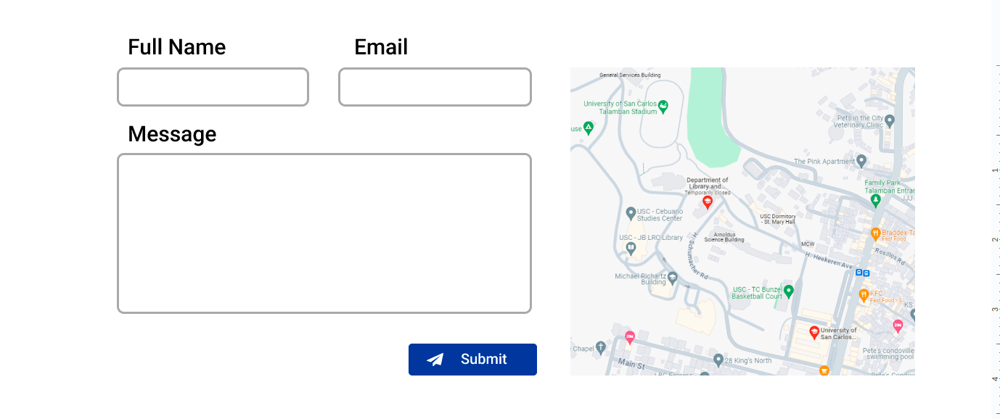 Full Name
Email
Message
Submit
General Services Building
University of San Carlos
Talamban Stadium
use
Pets in the City
Veterinary Clinic
The Pink Apartment
Department of
Library and...
Temporarily closed
Family Park
Talamban Entran
JJJ
USC - Cebuano
Studies Center
USC Dormitory
- St. Mary Hall
USC - JB LRC Library
Arnoldus
Science Building
MCW
H. Schumacher Rd
H. Heekeren Ave
Braddex Ta
Fast Food
Rosillos Rd
Michael Richartz
Building
USC - TC Bunzel
Basketball Court
KFC
Fast Food - $
KS
University of
San Carlos...
e Chapel
Main St
28 King's North
Pete's condoville
swimming pool
LBC Express
Pete's Condovi
1
2
3
4